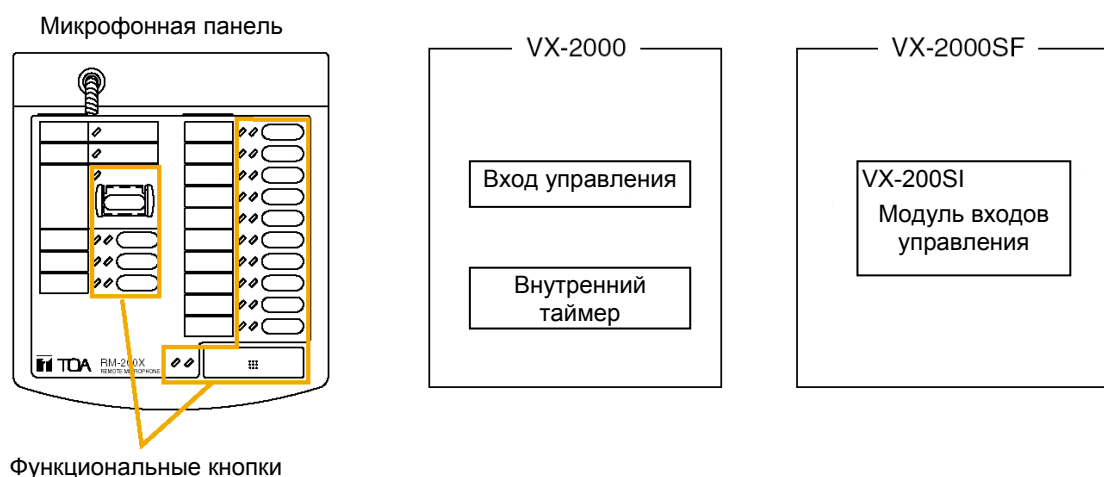 Микрофонная панель
TOA
RM-200X
REMOTE MICROPHONE
Функциональные кнопки
VX-2000
Вход управления
Внутренний
таймер
VX-2000SF
VX-200SI
Модуль входов
управления